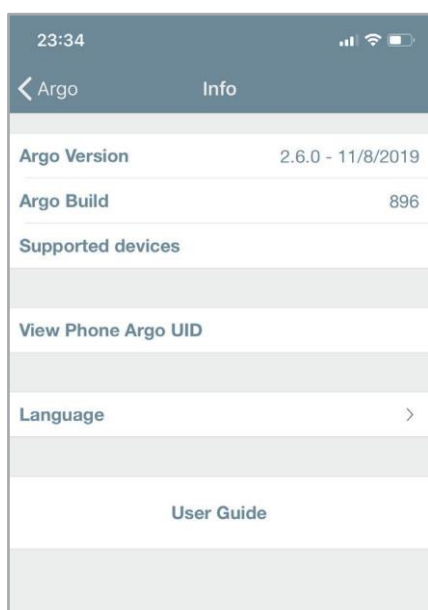 23:34
Argo Info
Argo Version 2.6.0 - 11/8/2019
Argo Build 896
Supported devices
View Phone Argo UID
Language
User Guide